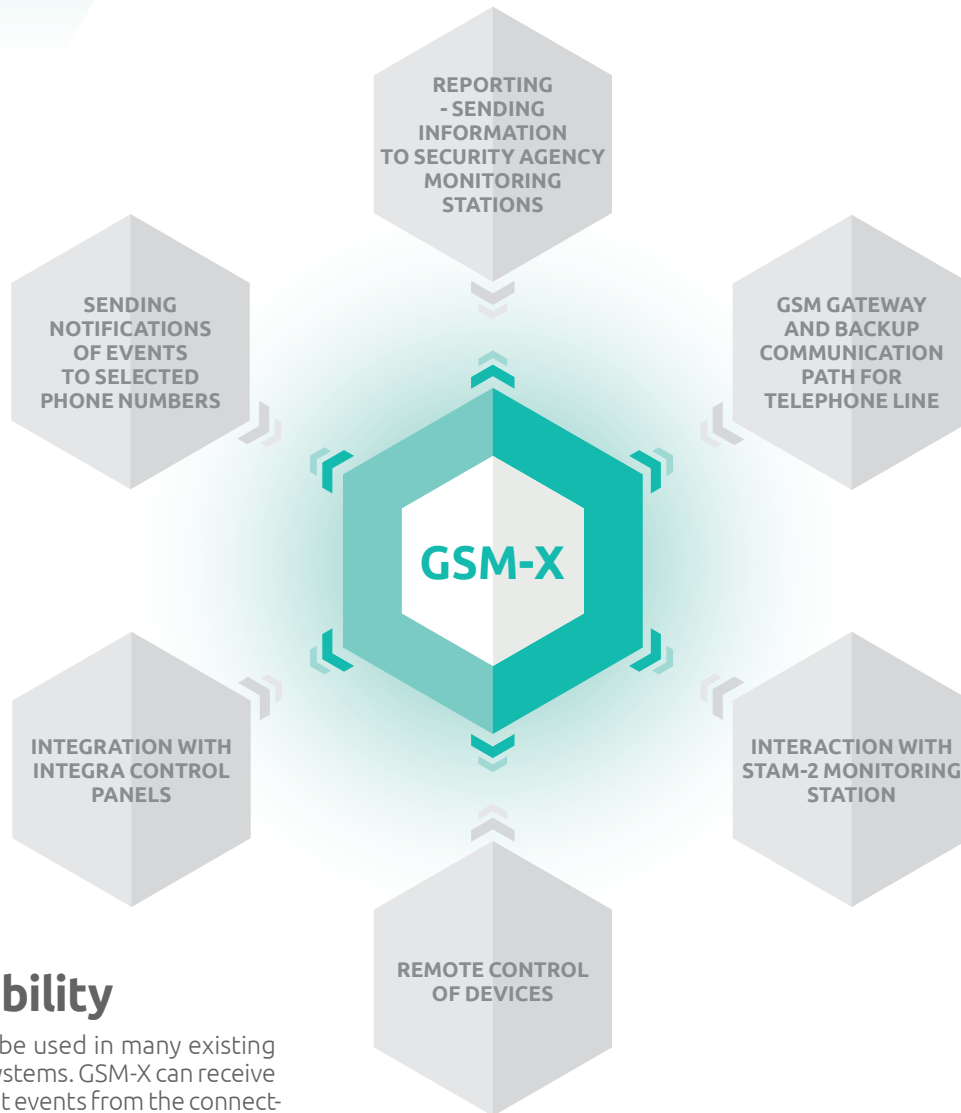 REPORTING
- SENDING
INFORMATION
TO SECURITY AGENCY
MONITORING
STATIONS
SENDING
NOTIFICATIONS
OF EVENTS
TO SELECTED
PHONE NUMBERS
GSM GATEWAY
AND BACKUP
COMMUNICATION
PATH FOR
TELEPHONE LINE
GSM-X
INTEGRATION WITH
INTEGRA CONTROL
PANELS
INTERACTION WITH
STAM-2 MONITORING
STATION
REMOTE CONTROL
OF DEVICES
bility
be used in many existing
ystems. GSM-X can receive
t events from the connect-